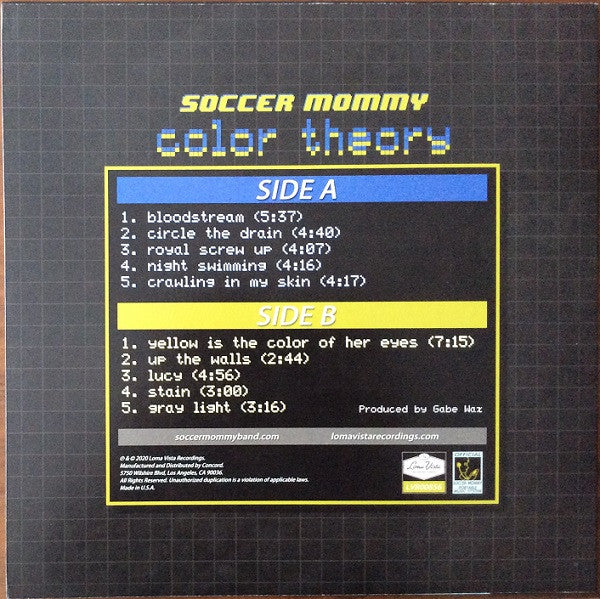 SOCCER MOMMY
color theory
SIDE A
1. bloodstream (5:37)
2. circle the drain (4:40)
3. royal screw up (4:07)
4. night swimming (4:16)
5. crawling in my skin (4:17)
SIDE B
1. yellow is the color of her eyes (7:15)
2. up the walls (2:44)
3. lucy (4:56)
4. stain (3:00)
5. gray light (3:16)
Produced by Gabe Wax
soccermommyband.com
lomavistarecordings.com
℗ & © 2020 Loma Vista Recordings.
Manufactured and Distributed by Concord.
5750 Wilshire Blvd, Los Angeles, CA 90036.
All Rights Reserved. Unauthorized duplication is a violation of applicable laws.
Made in U.S.A.
Loma Vista
OFFICIAL